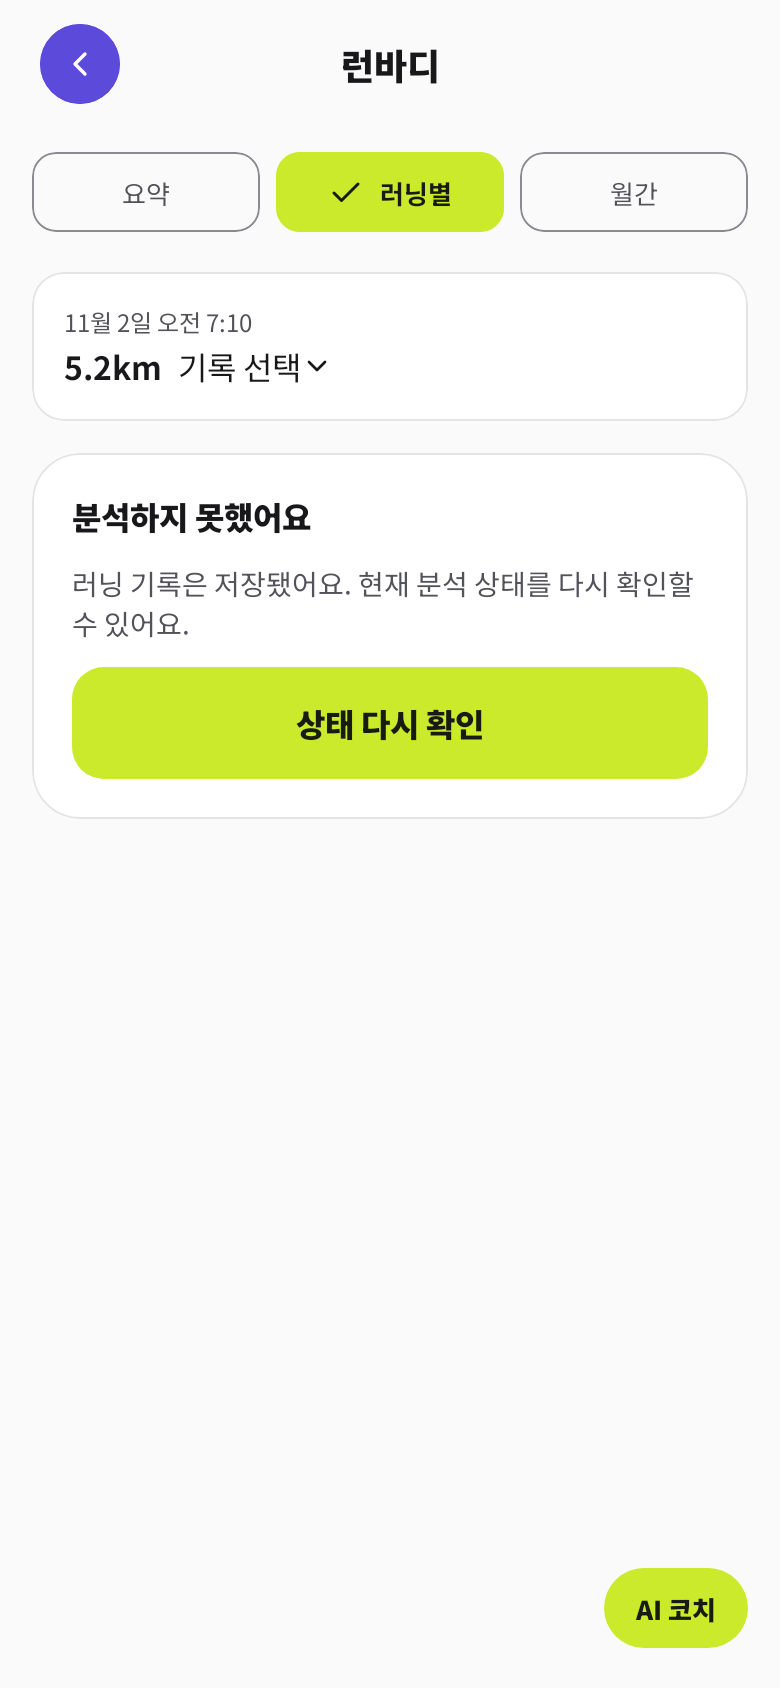 런바디
요약
러닝별
월간
11월 2일 오전 7:10
5.2km 기록 선택
분석하지 못했어요
러닝 기록은 저장됐어요. 현재 분석 상태를 다시 확인할
수 있어요.
상태 다시 확인
AI 코치